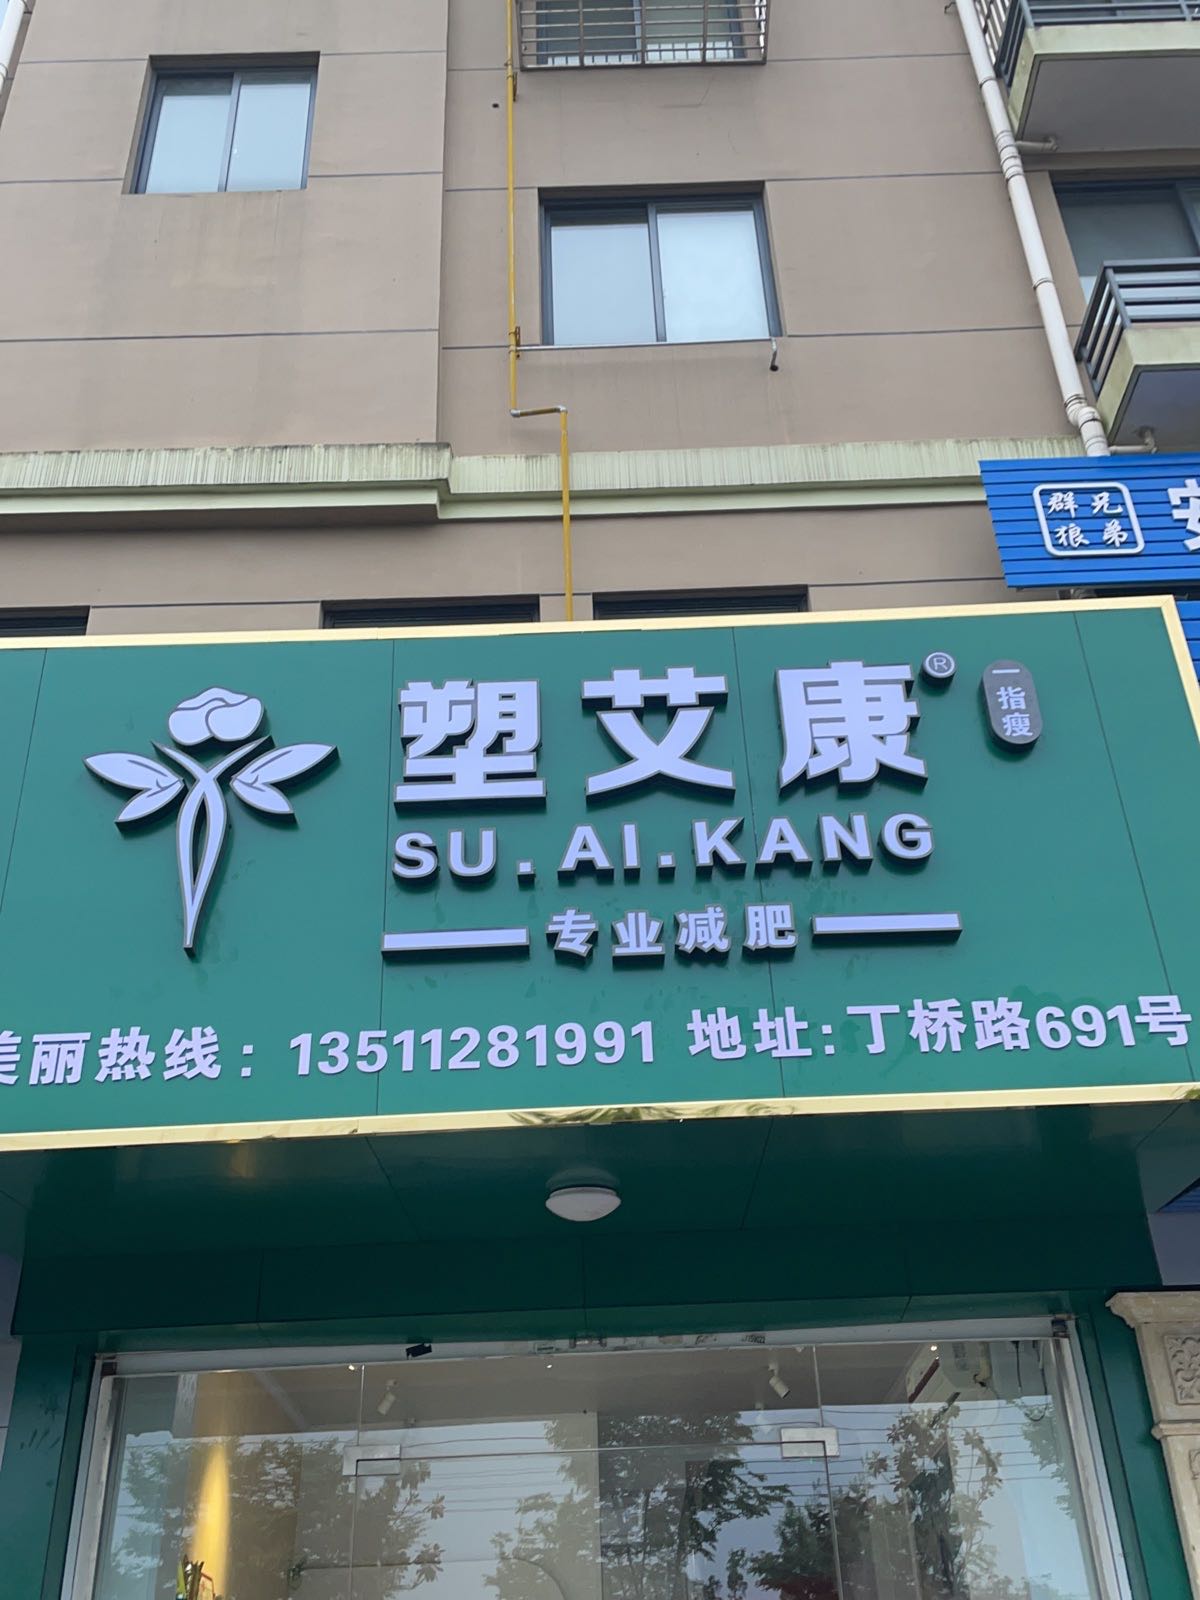 群兄
狼弟
塑艾康®
一指瘦
SU.AI.KANG
专业减肥
美丽热线：13511281991 地址：丁桥路691号